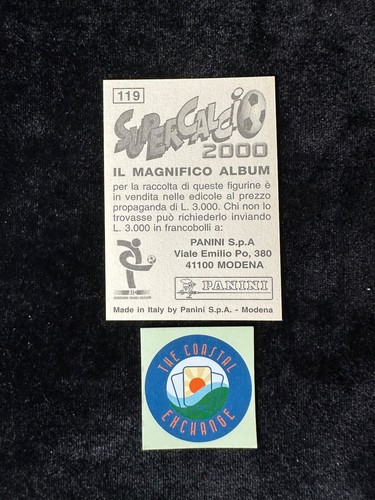 119
SUPERCALCIO
2000
IL MAGNIFICO ALBUM
per la raccolta di queste figurine è
in vendita nelle edicole al prezzo
propaganda di L. 3.000. Chi non lo
trovasse può richiederlo inviando
L. 3.000 in francobolli a:
PANINI S.p.A
Viale Emilio Po, 380
41100 MODENA
PANINI
Made in Italy by Panini S.p.A. - Modena
THE COASTAL
EXCHANGE